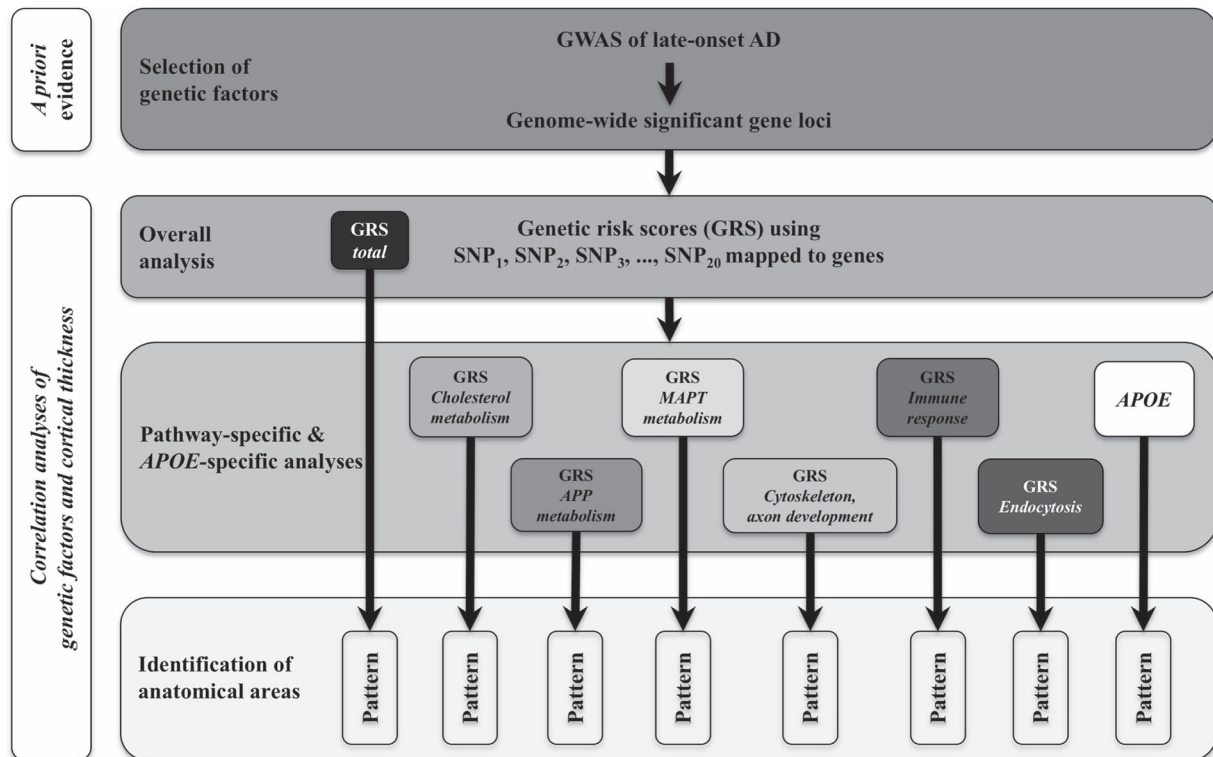 A priori
evidence
Selection of
genetic factors
GWAS of late-onset AD
Genome-wide significant gene loci
Correlation analyses of
genetic factors and cortical thickness
Overall
analysis
GRS
total
Genetic risk scores (GRS) using
SNP1, SNP2, SNP3, ..., SNP20 mapped to genes
Pathway-specific &
APOE-specific analyses
GRS
Cholesterol
metabolism
GRS
MAPT
metabolism
GRS
Immune
response
APOE
GRS
APP
metabolism
GRS
Cytoskeleton,
axon development
GRS
Endocytosis
Identification of
anatomical areas
Pattern
Pattern
Pattern
Pattern
Pattern
Pattern
Pattern
Pattern